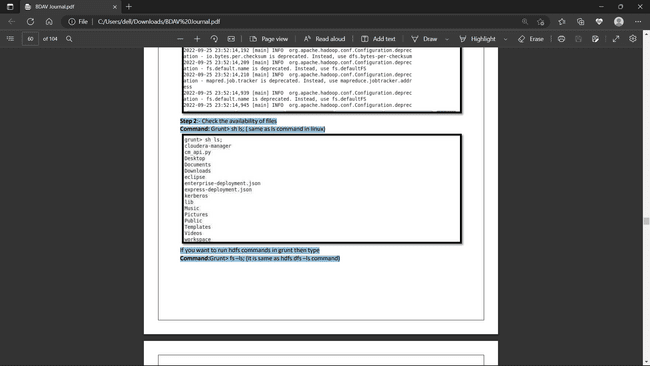 BDAV Journal.pdf
File | C:/Users/dell/Downloads/BDAV%20Journal.pdf
60 of 104 Page view Read aloud Add text Draw Highlight Erase
2022-09-25 23:52:14,192 [main] INFO org.apache.hadoop.conf.Configuration.deprec
ation - io.bytes.per.checksum is deprecated. Instead, use dfs.bytes-per-checksum
2022-09-25 23:52:14,209 [main] INFO org.apache.hadoop.conf.Configuration.deprec
ation - fs.default.name is deprecated. Instead, use fs.defaultFS
2022-09-25 23:52:14,210 [main] INFO org.apache.hadoop.conf.Configuration.deprec
ation - mapred.job.tracker is deprecated. Instead, use mapreduce.jobtracker.addr
ess
2022-09-25 23:52:14,939 [main] INFO org.apache.hadoop.conf.Configuration.deprec
ation - fs.default.name is deprecated. Instead, use fs.defaultFS
2022-09-25 23:52:14,945 [main] INFO org.apache.hadoop.conf.Configuration.deprec
Step 2:- Check the availability of files
Command: Grunt> sh ls; ( same as ls command in linux)
grunt> sh ls;
cloudera-manager
cm_api.py
Desktop
Documents
Downloads
eclipse
enterprise-deployment.json
express-deployment.json
kerberos
lib
Music
Pictures
Public
Templates
Videos
workspace
If you want to run hdfs commands in grunt then type
Command:Grunt> fs –ls; (it is same as hdfs dfs –ls command)